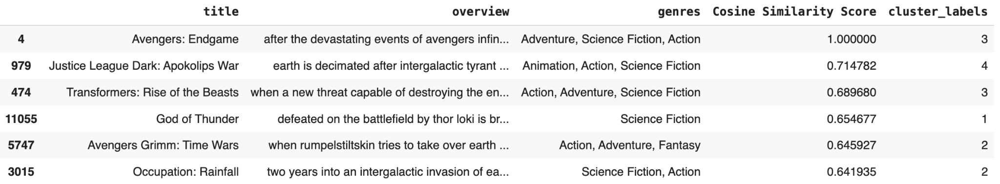 title overview genres Cosine Similarity Score cluster_labels
4 Avengers: Endgame after the devastating events of avengers infin... Adventure, Science Fiction, Action 1.000000 3
979 Justice League Dark: Apokolips War earth is decimated after intergalactic tyrant ... Animation, Action, Science Fiction 0.714782 4
474 Transformers: Rise of the Beasts when a new threat capable of destroying the en... Action, Adventure, Science Fiction 0.689680 3
11055 God of Thunder defeated on the battlefield by thor loki is br... Science Fiction 0.654677 1
5747 Avengers Grimm: Time Wars when rumpelstiltskin tries to take over earth ... Action, Adventure, Fantasy 0.645927 2
3015 Occupation: Rainfall two years into an intergalactic invasion of ea... Science Fiction, Action 0.641935 2